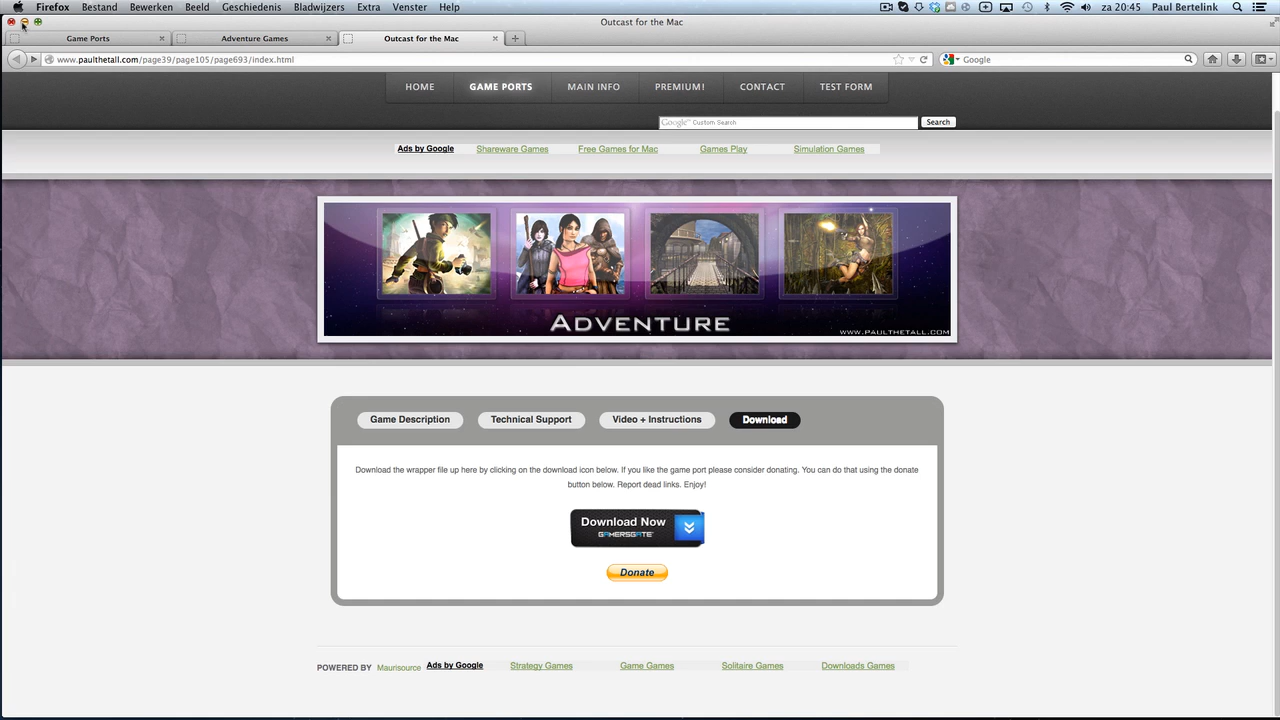 Firefox Bestand Bewerken Beeld Geschiedenis Bladwijzers Extra Venster Help za 20:45 Paul Bertelink
Outcast for the Mac
Game Ports Adventure Games Outcast for the Mac
www.paulthetall.com/page39/page105/page693/index.html Google
HOME GAME PORTS MAIN INFO PREMIUM! CONTACT TEST FORM
Google™ Custom Search Search
Ads by Google Shareware Games Free Games for Mac Games Play Simulation Games
ADVENTURE
WWW.PAULTHETALL.COM
Game Description Technical Support Video + Instructions Download
Download the wrapper file up here by clicking on the download icon below. If you like the game port please consider donating. You can do that using the donate
button below. Report dead links. Enjoy!
Download Now
GAMERSGATE
Donate
POWERED BY Maurisource Ads by Google Strategy Games Game Games Solitaire Games Downloads Games